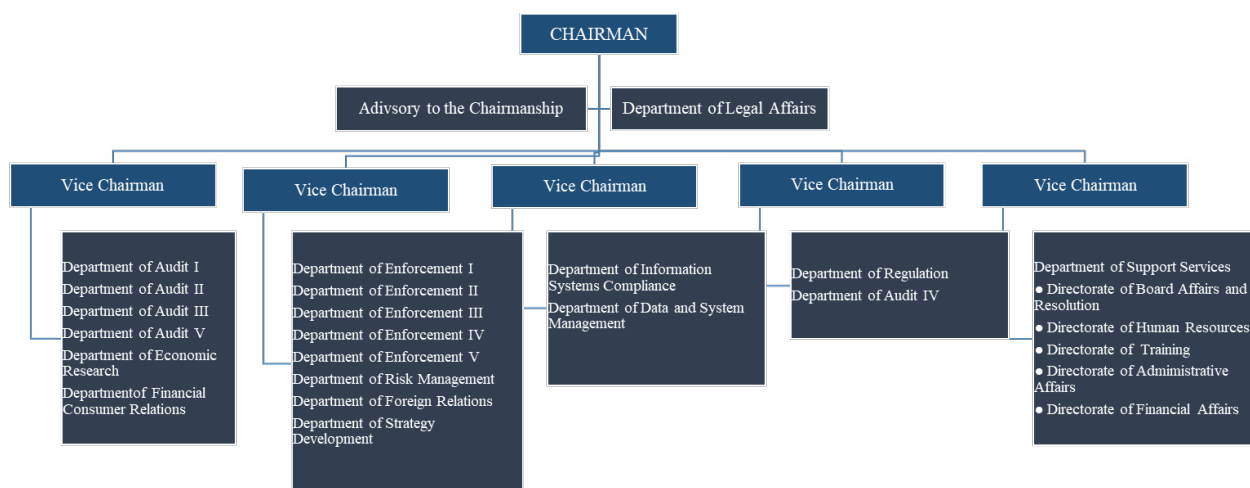 CHAIRMAN
Adivsory to the Chairmanship
Department of Legal Affairs
Vice Chairman
Vice Chairman
Vice Chairman
Vice Chairman
Vice Chairman
Department of Audit I
Department of Audit II
Department of Audit III
Department of Audit V
Department of Economic
Research
Departmentof Financial
Consumer Relations
Department of Enforcement I
Department of Enforcement II
Department of Enforcement III
Department of Enforcement IV
Department of Enforcement V
Department of Risk Management
Department of Foreign Relations
Department of Strategy
Development
Department of Information
Systems Compliance
Department of Data and System
Management
Department of Regulation
Department of Audit IV
Department of Support Services
● Directorate of Board Affairs and
Resolution
● Directorate of Human Resources
● Directorate of Training
● Directorate of Admimistrative
Affairs
● Directorate of Financial Affairs